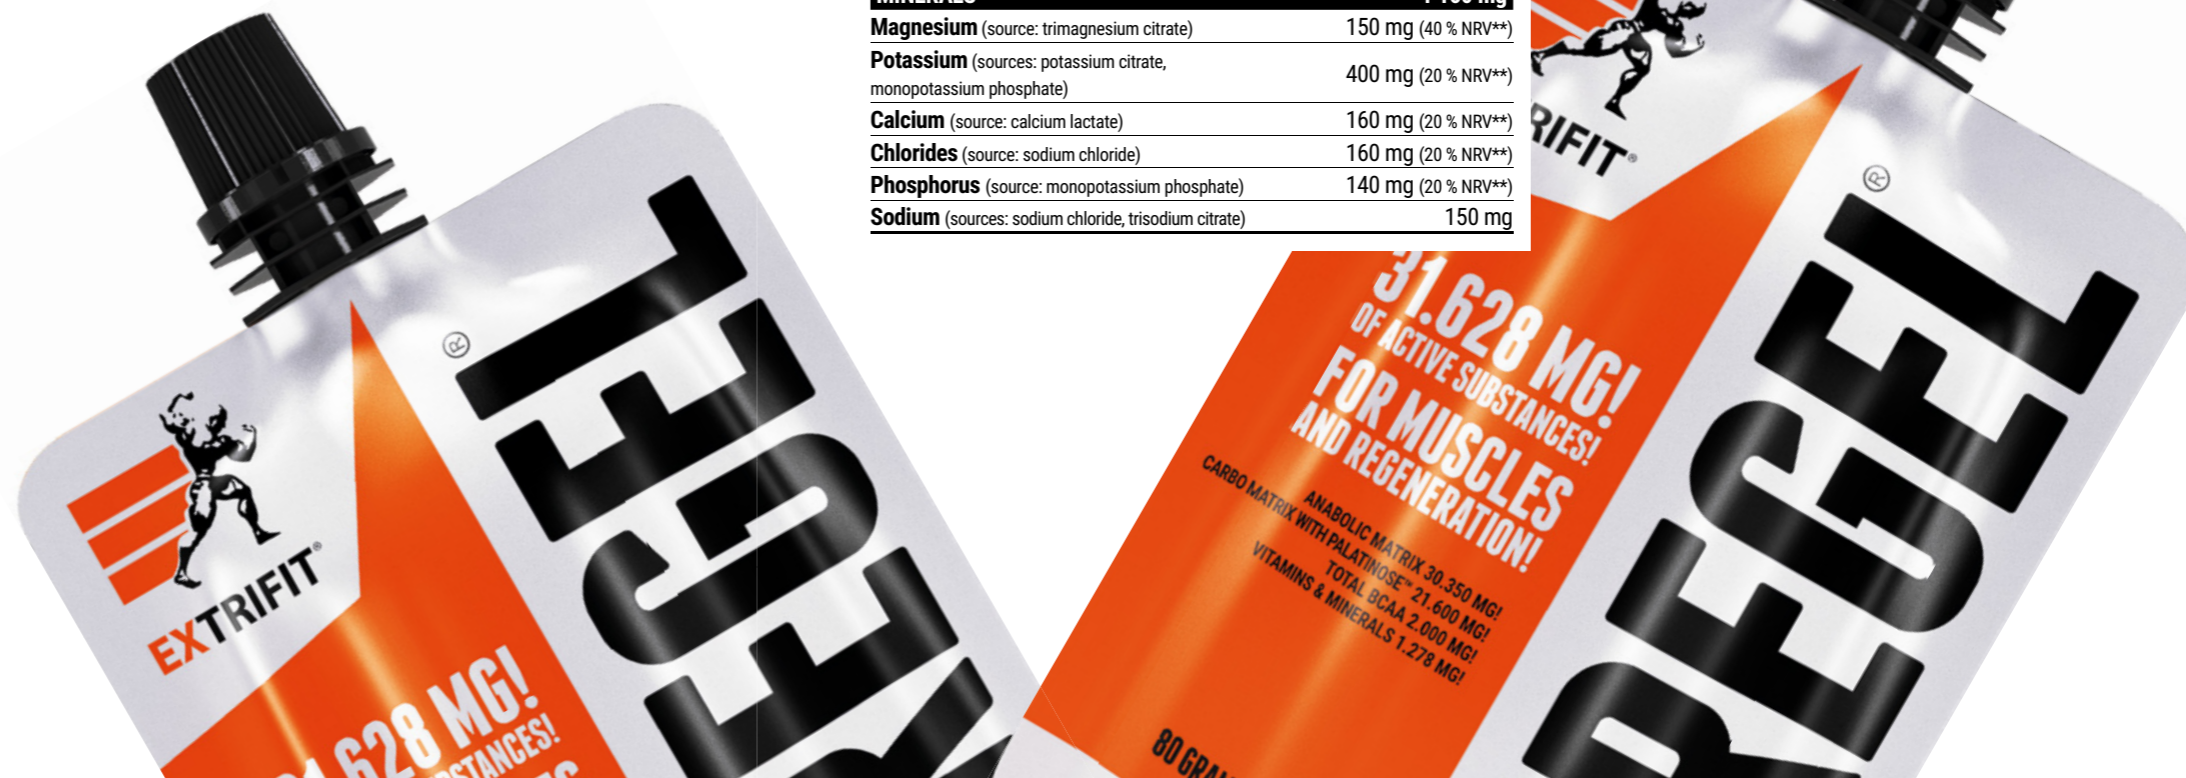 Magnesium (source: trimagnesium citrate) 150 mg (40 % NRV**)
Potassium (sources: potassium citrate,
monopotassium phosphate) 400 mg (20 % NRV**)
Calcium (source: calcium lactate) 160 mg (20 % NRV**)
Chlorides (source: sodium chloride) 160 mg (20 % NRV**)
Phosphorus (source: monopotassium phosphate) 140 mg (20 % NRV**)
Sodium (sources: sodium chloride, trisodium citrate) 150 mg
EXTRIFIT®
REGEL®
628 MG!
RIFIT®
31.628 MG!
OF ACTIVE SUBSTANCES!
FOR MUSCLES
AND REGENERATION!
ANABOLIC MATRIX 30.350 MG!
CARBO MATRIX WITH PALATINOSE™ 21.600 MG!
TOTAL BCAA 2.000 MG!
VITAMINS & MINERALS 1.278 MG!
80
REGEL®